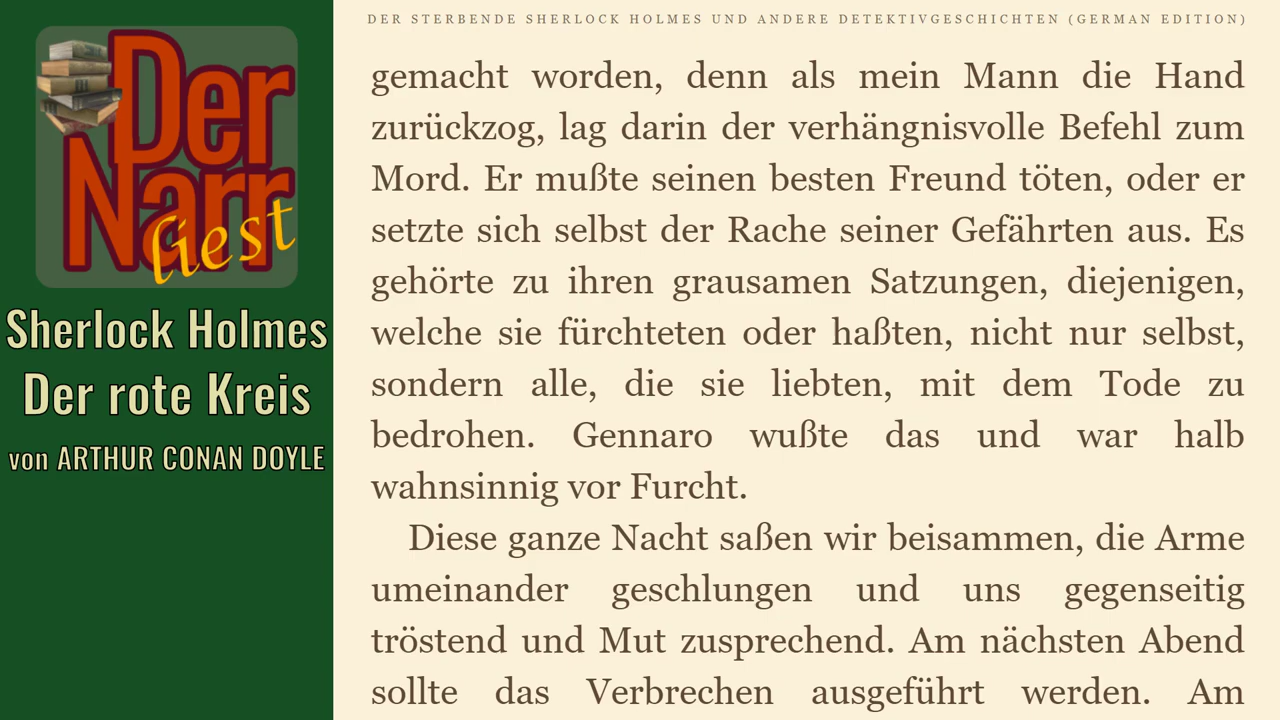 Der
Narr
liest
Sherlock Holmes
Der rote Kreis
von ARTHUR CONAN DOYLE
DER STERBENDE SHERLOCK HOLMES UND ANDERE DETEKTIVGESCHICHTEN (GERMAN EDITION)
gemacht worden, denn als mein Mann die Hand
zurückzog, lag darin der verhängnisvolle Befehl zum
Mord. Er mußte seinen besten Freund töten, oder er
setzte sich selbst der Rache seiner Gefährten aus. Es
gehörte zu ihren grausamen Satzungen, diejenigen,
welche sie fürchteten oder haßten, nicht nur selbst,
sondern alle, die sie liebten, mit dem Tode zu
bedrohen. Gennaro wußte das und war halb
wahnsinnig vor Furcht.
Diese ganze Nacht saßen wir beisammen, die Arme
umeinander geschlungen und uns gegenseitig
tröstend und Mut zusprechend. Am nächsten Abend
sollte das Verbrechen ausgeführt werden. Am